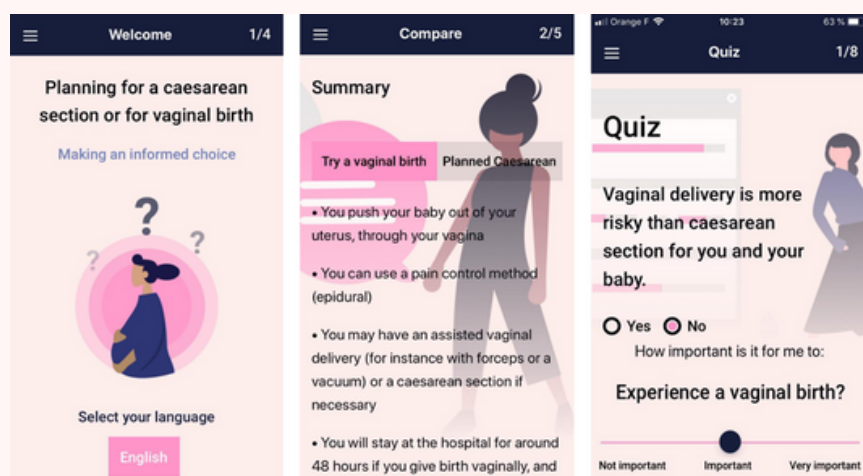 Welcome 1/4
Planning for a caesarean
section or for vaginal birth
Making an informed choice
? ? ?
Select your language
English
Compare 2/5
Summary
Try a vaginal birth Planned Caesarean
• You push your baby out of your
uterus, through your vagina
• You can use a pain control method
(epidural)
• You may have an assisted vaginal
delivery (for instance with forceps or a
vacuum) or a caesarean section if
necessary
• You will stay at the hospital for around
48 hours if you give birth vaginally, and
Orange F 10:23 63 %
Quiz 1/8
Quiz
Vaginal delivery is more
risky than caesarean
section for you and your
baby.
Yes No
How important is it for me to:
Experience a vaginal birth?
Not important Important Very important